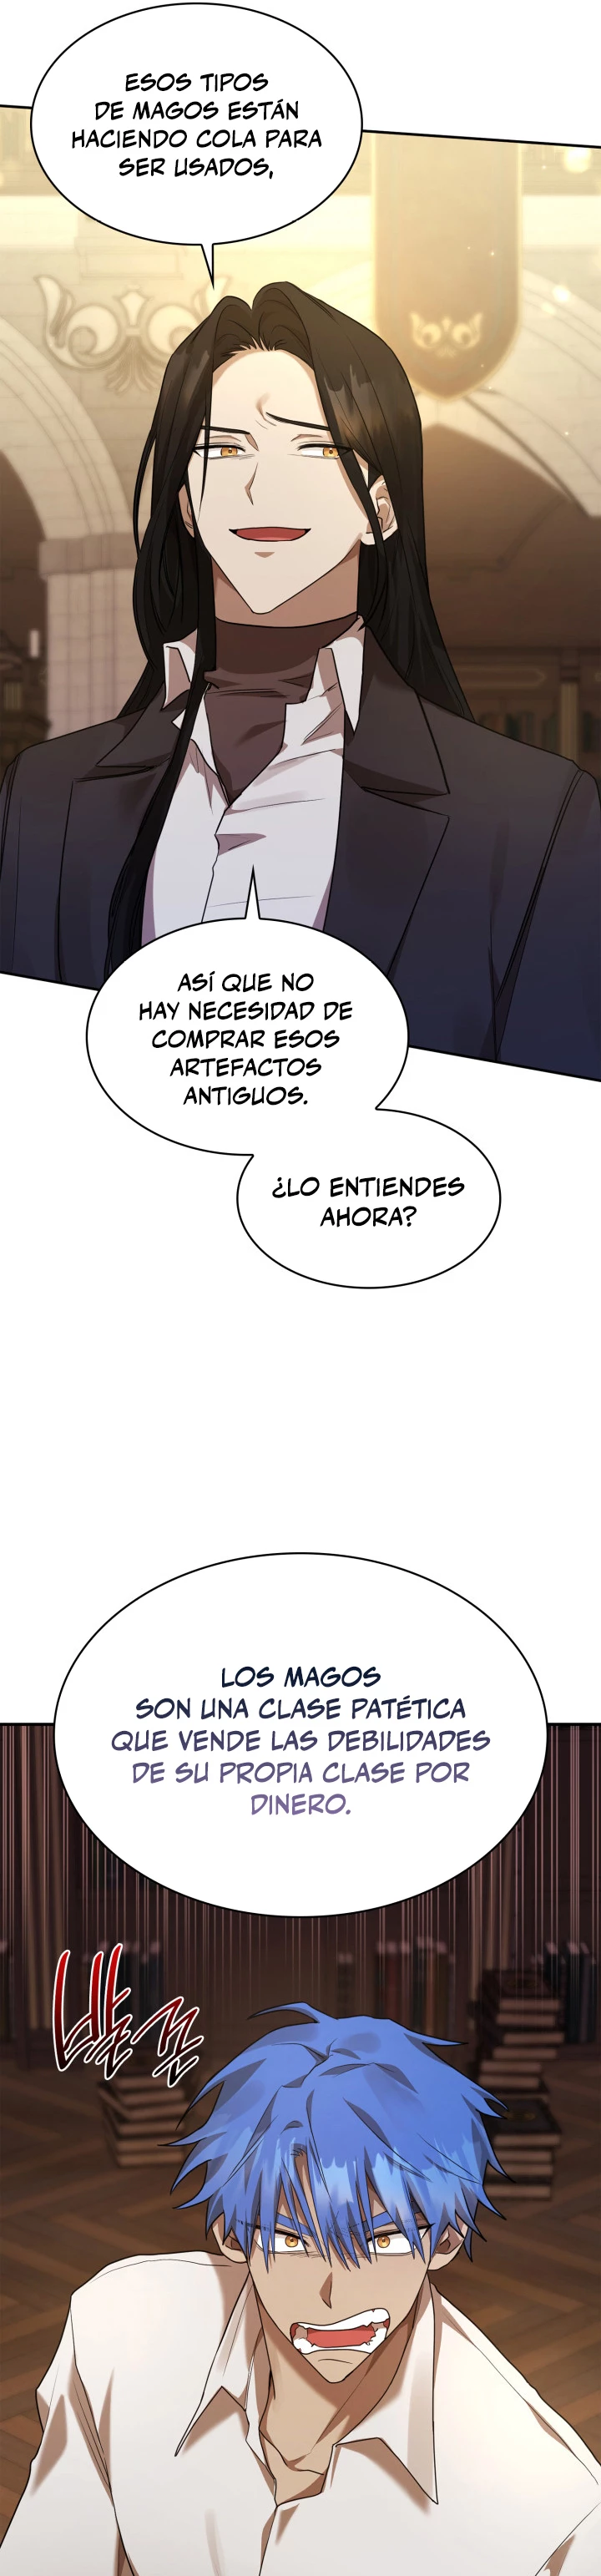 ESOS TIPOS
DE MAGOS ESTÁN
HACIENDO COLA PARA
SER USADOS,
ASÍ QUE NO
HAY NECESIDAD DE
COMPRAR ESOS
ARTEFACTOS
ANTIGUOS.
¿LO ENTIENDES
AHORA?
LOS MAGOS
SON UNA CLASE PATÉTICA
QUE VENDE LAS DEBILIDADES
DE SU PROPIA CLASE POR
DINERO.
빠끈